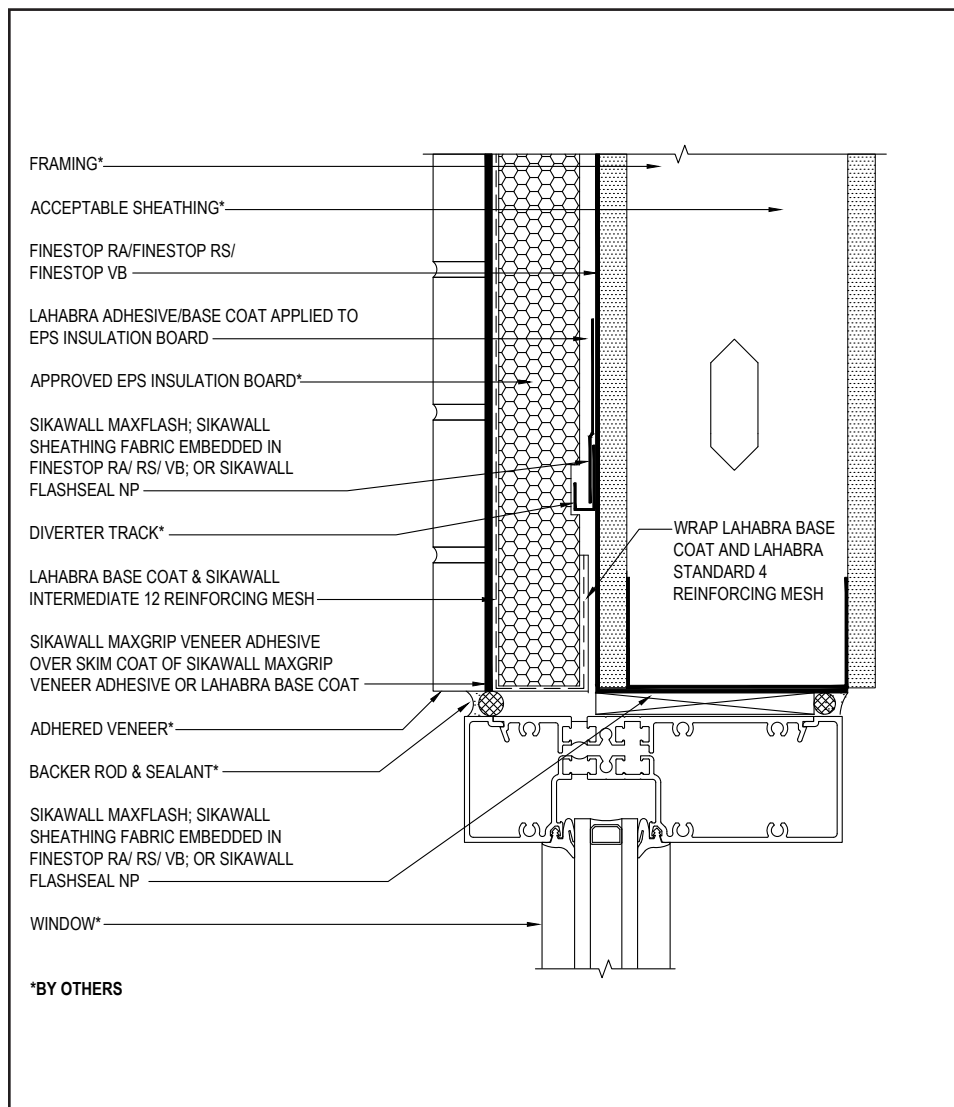 FRAMING*
ACCEPTABLE SHEATHING*
FINESTOP RA/FINESTOP RS/
FINESTOP VB
LAHABRA ADHESIVE/BASE COAT APPLIED TO
EPS INSULATION BOARD
APPROVED EPS INSULATION BOARD*
SIKAWALL MAXFLASH; SIKAWALL
SHEATHING FABRIC EMBEDDED IN
FINESTOP RA/ RS/ VB; OR SIKAWALL
FLASHSEAL NP
DIVERTER TRACK*
WRAP LAHABRA BASE
COAT AND LAHABRA
STANDARD 4
REINFORCING MESH
LAHABRA BASE COAT & SIKAWALL
INTERMEDIATE 12 REINFORCING MESH
SIKAWALL MAXGRIP VENEER ADHESIVE
OVER SKIM COAT OF SIKAWALL MAXGRIP
VENEER ADHESIVE OR LAHABRA BASE COAT
ADHERED VENEER*
BACKER ROD & SEALANT*
SIKAWALL MAXFLASH; SIKAWALL
SHEATHING FABRIC EMBEDDED IN
FINESTOP RA/ RS/ VB; OR SIKAWALL
FLASHSEAL NP
WINDOW*
*BY OTHERS